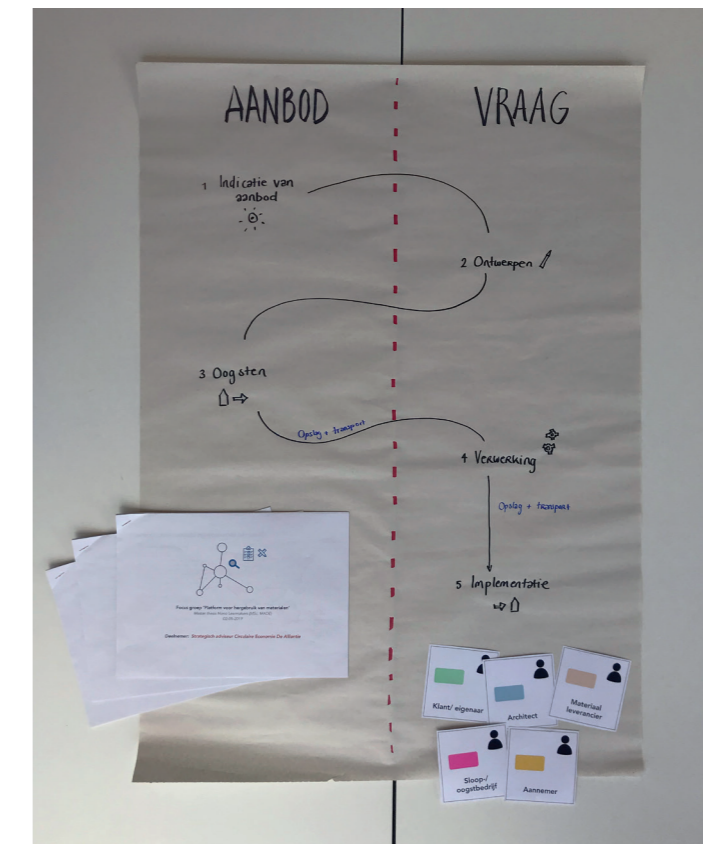 AANBOD
VRAAG
1 Indicatie van
aanbod
2 Ontwerpen
3 Oogsten
Opslag + transport
4 Verwerking
Opslag + transport
5 Implementatie
Focus groep: 'Platform voor hergebruik van materialen'
Deelnemer: Strategisch adviseur Circulaire Economie De Alliantie
Klant/ eigenaar
Architect
Materiaal
leverancier
Sloop-/
oogstbedrijf
Aannemer